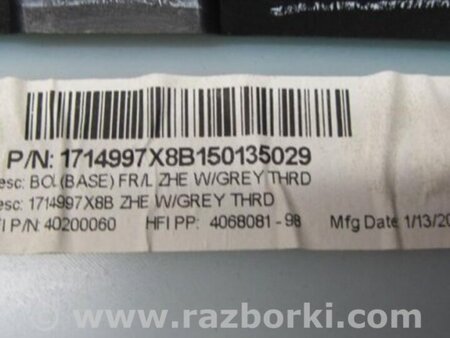 P/N: 1714997X8B150135029
esc: BOL(BASE) FR/L ZHE W/GREY THRD
esc: 1714997X8B ZHE W/GREY THRD
FI P/N: 40200060 HFI PP: 4068081-98 Mfg Date 1/13/20
www.razborki.com